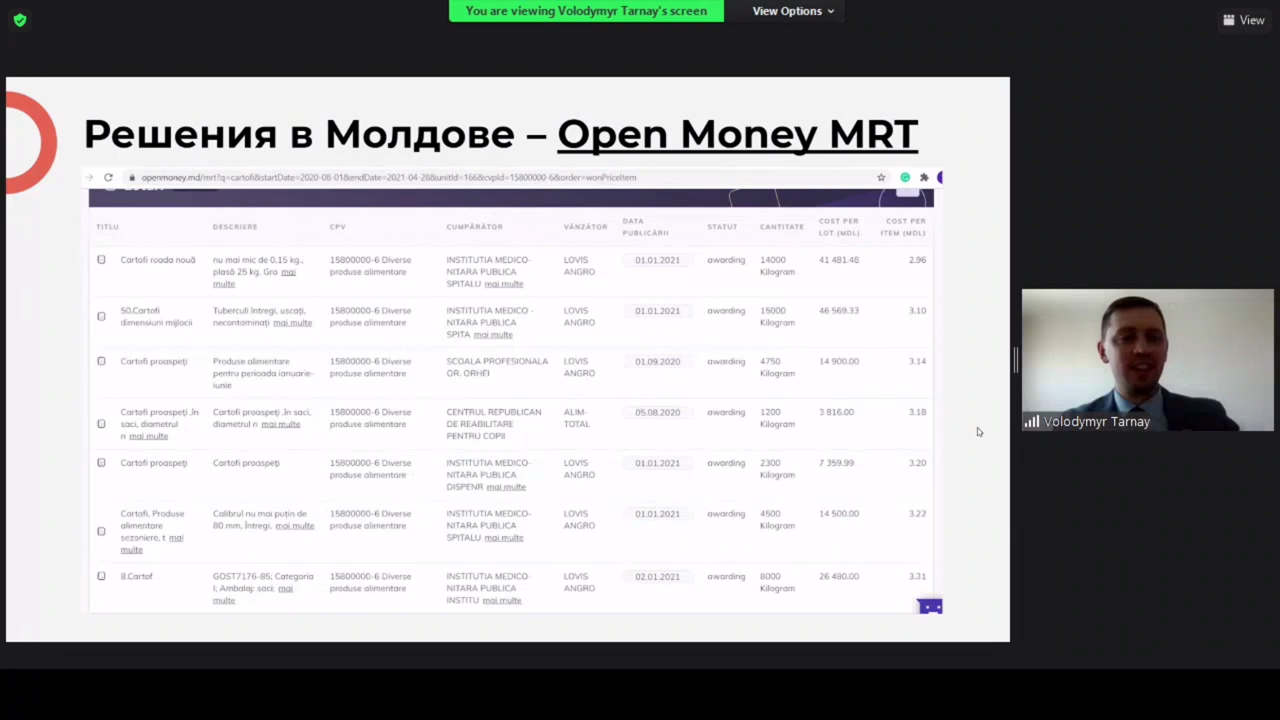 You are viewing Volodymyr Tarnay's screen
View Options
View
Решения в Молдове – Open Money MRT
openmoney.md/mrt?q=cartofi&startDate=2020-08-01&endDate=2021-04-28&unitId=166&cvpId=15800000-6&order=wonPriceItem
TITLU DESCRIERE CPV CUMPĂRĂTOR VÂNZĂTOR DATA PUBLICĂRII STATUT CANTITATE COST PER LOT (MDL) COST PER ITEM (MDL)
Cartofi roada nouă nu mai mic de 0,15 kg., 15800000-6 Diverse INSTITUTIA MEDICO- LOVIS 01.01.2021 awarding 14000 41 481.48 2.96
plasă 25 kg. Gra mai produse alimentare NITARA PUBLICA ANGRO Kilogram
multe SPITALU mai multe
50,Cartofi Tuberculi întregi, uscați, 15800000-6 Diverse INSTITUTIA MEDICO - LOVIS 01.01.2021 awarding 15000 46 569.33 3.10
dimensiuni mijlocii necontaminați mai multe produse alimentare NITARA PUBLICA ANGRO Kilogram
SPITA mai multe
Cartofi proaspeți Produse alimentare 15800000-6 Diverse SCOALA PROFESIONALA LOVIS 01.09.2020 awarding 4750 14 900.00 3.14
pentru perioada ianuarie- produse alimentare OR. ORHEI ANGRO Kilogram
iunie
Cartofi proaspeți ,în Cartofi proaspeți ,în saci, 15800000-6 Diverse CENTRUL REPUBLICAN ALIM- 05.08.2020 awarding 1200 3 816.00 3.18
saci, diametrul diametrul n mai multe produse alimentare DE REABILITARE TOTAL Kilogram
n mai multe PENTRU COPII
Cartofi proaspeți Cartofi proaspeți 15800000-6 Diverse INSTITUTIA MEDICO- LOVIS 01.01.2021 awarding 2300 7 359.99 3.20
produse alimentare NITARA PUBLICA ANGRO Kilogram
DISPENR mai multe
Cartofi, Produse Calibrul nu mai puțin de 15800000-6 Diverse INSTITUTIA MEDICO- LOVIS 01.01.2021 awarding 4500 14 500.00 3.22
alimentare 80 mm, Întregi, mai multe produse alimentare NITARA PUBLICA ANGRO Kilogram
sezoniere, t mai SPITALU mai multe
multe
8.Cartof GOST7176-85; Categoria 15800000-6 Diverse INSTITUTIA MEDICO- LOVIS 02.01.2021 awarding 8000 26 480.00 3.31
I, Ambalaj: saci, mai produse alimentare NITARA PUBLICA ANGRO Kilogram
multe INSTITU mai multe
Volodymyr Tarnay